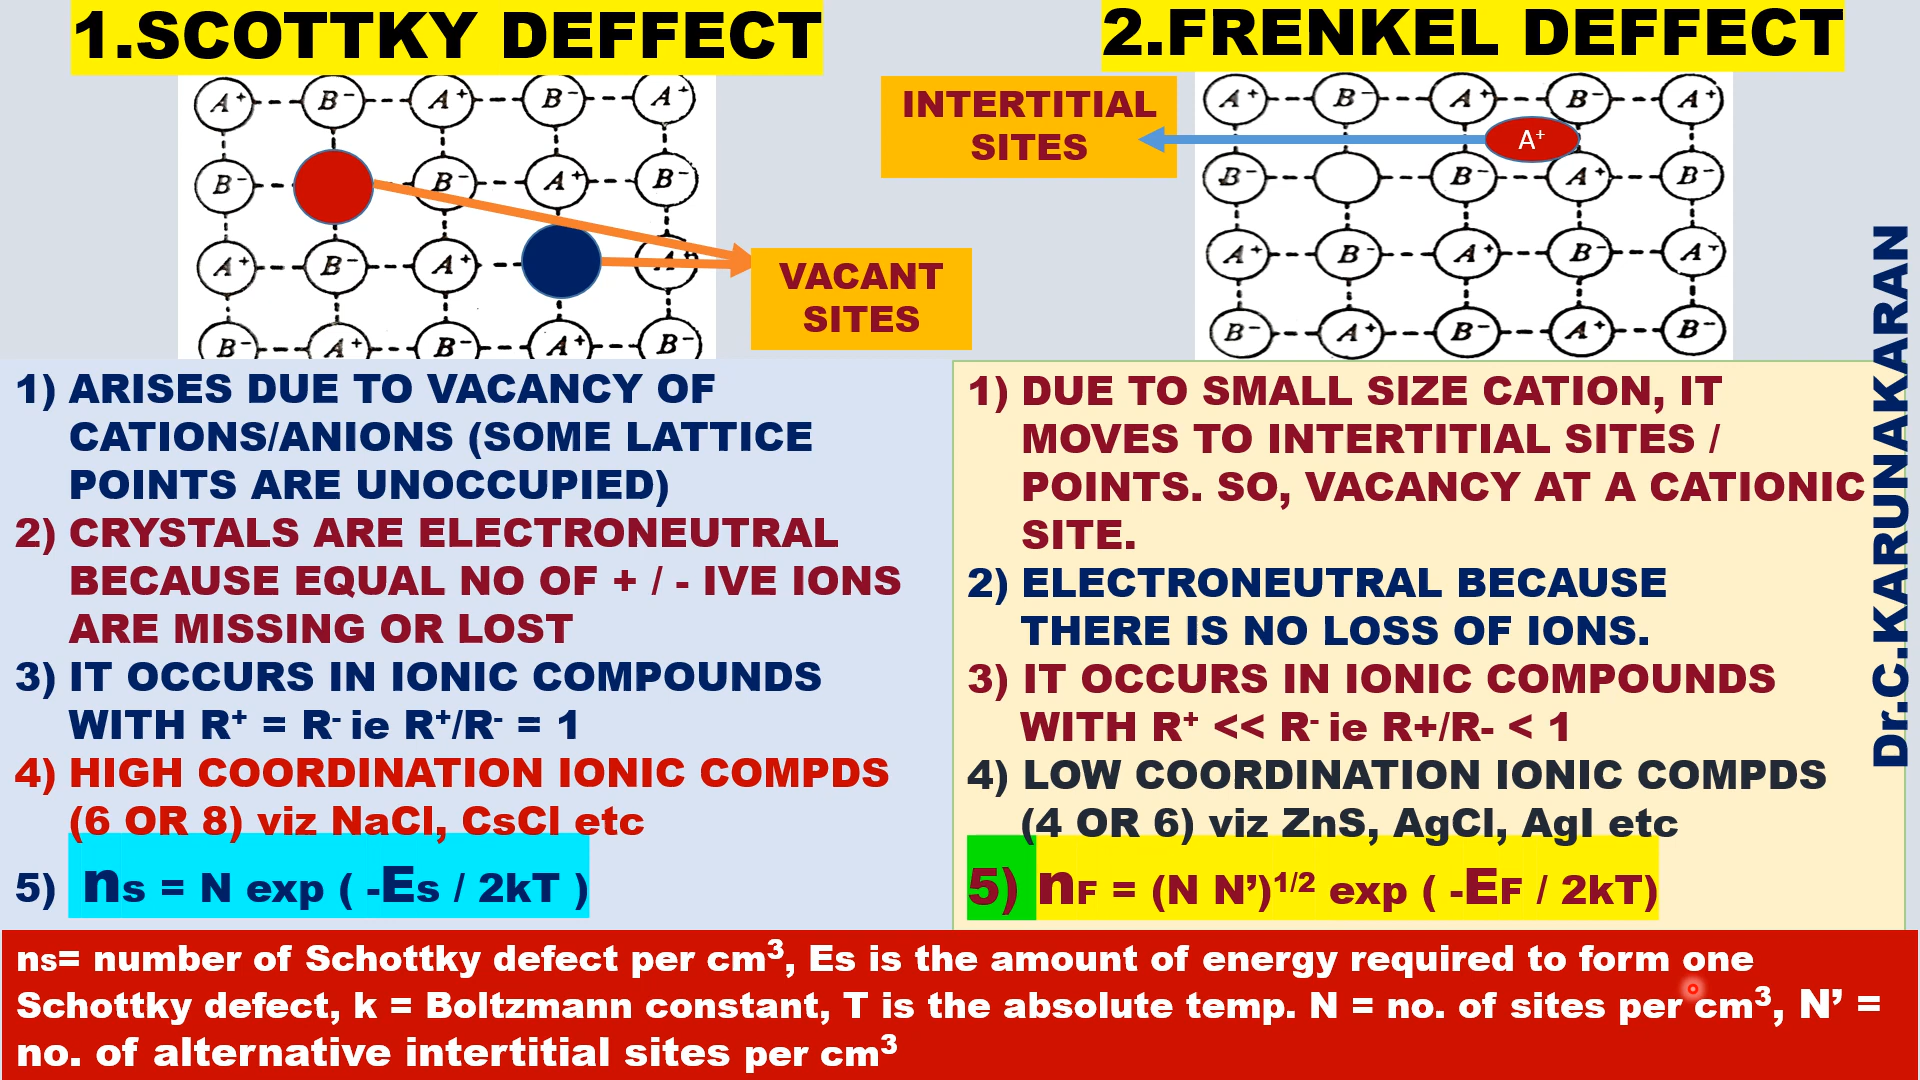 1.SCOTTKY DEFFECT
A+ B- A+ B- A+
B- B- A+ B-
A+ B- A+ A+
B- A+ B- A+ B-
VACANT
SITES
1) ARISES DUE TO VACANCY OF
CATIONS/ANIONS (SOME LATTICE
POINTS ARE UNOCCUPIED)
2) CRYSTALS ARE ELECTRONEUTRAL
BECAUSE EQUAL NO OF + / - IVE IONS
ARE MISSING OR LOST
3) IT OCCURS IN IONIC COMPOUNDS
WITH R⁺ = R⁻ ie R⁺/R⁻ = 1
4) HIGH COORDINATION IONIC COMPDS
(6 OR 8) viz NaCl, CsCl etc
5) ns = N exp ( -Es / 2kT )
2.FRENKEL DEFFECT
INTERTITIAL
SITES
A+ B- A+ B- A+
A⁺
B- B- A+ B-
A+ B- A+ B- A+
B- A+ B- A+ B-
1) DUE TO SMALL SIZE CATION, IT
MOVES TO INTERTITIAL SITES /
POINTS. SO, VACANCY AT A CATIONIC
SITE.
2) ELECTRONEUTRAL BECAUSE
THERE IS NO LOSS OF IONS.
3) IT OCCURS IN IONIC COMPOUNDS
WITH R⁺ << R⁻ ie R+/R- < 1
4) LOW COORDINATION IONIC COMPDS
(4 OR 6) viz ZnS, AgCl, AgI etc
5) nF = (N N’)¹/² exp ( -EF / 2kT)
Dr.C.KARUNAKARAN
ns= number of Schottky defect per cm³, Es is the amount of energy required to form one
Schottky defect, k = Boltzmann constant, T is the absolute temp. N = no. of sites per cm³, N’ =
no. of alternative intertitial sites per cm³